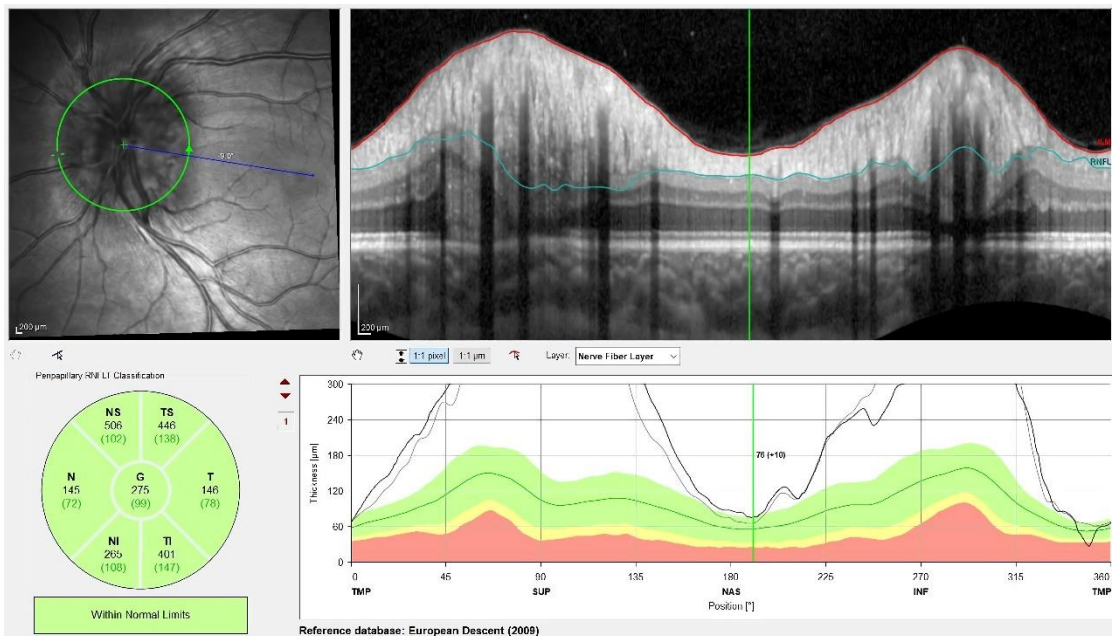 9.0°
200 µm
ILM
RNFL
200 µm
1:1 pixel
1:1 µm
Layer:
Nerve Fiber Layer
Peripapillary RNFLT Classification
NS
506
(102)
TS
446
(138)
N
145
(72)
G
275
(99)
T
146
(78)
NI
265
(108)
TI
401
(147)
Within Normal Limits
1
Thickness [µm]
300
240
180
120
60
0
76 (+10)
0 45 90 135 180 225 270 315 360
TMP SUP NAS INF TMP
Position [°]
Reference database: European Descent (2009)